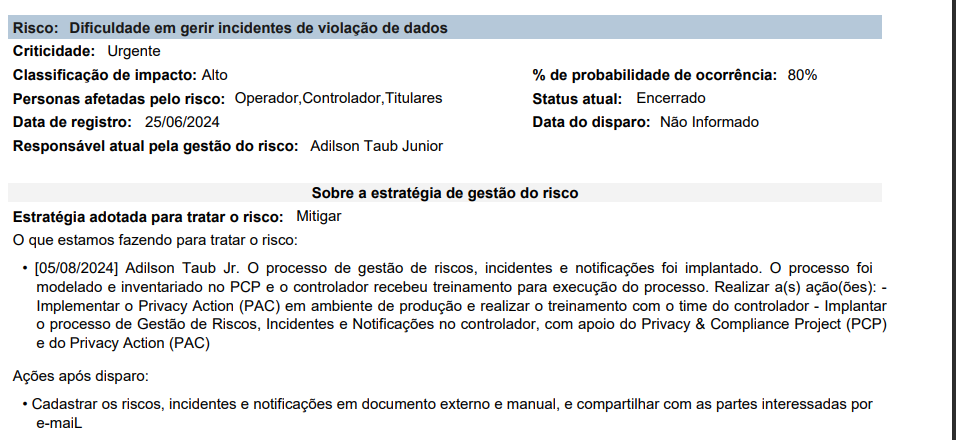 Risco: Dificuldade em gerir incidentes de violação de dados
Criticidade: Urgente
Classificação de impacto: Alto % de probabilidade de ocorrência: 80%
Personas afetadas pelo risco: Operador,Controlador,Titulares Status atual: Encerrado
Data de registro: 25/06/2024 Data do disparo: Não Informado
Responsável atual pela gestão do risco: Adilson Taub Junior
Sobre a estratégia de gestão do risco
Estratégia adotada para tratar o risco: Mitigar
O que estamos fazendo para tratar o risco:
• [05/08/2024] Adilson Taub Jr. O processo de gestão de riscos, incidentes e notificações foi implantado. O processo foi
modelado e inventariado no PCP e o controlador recebeu treinamento para execução do processo. Realizar a(s) ação(ões): -
Implementar o Privacy Action (PAC) em ambiente de produção e realizar o treinamento com o time do controlador - Implantar
o processo de Gestão de Riscos, Incidentes e Notificações no controlador, com apoio do Privacy & Compliance Project (PCP)
e do Privacy Action (PAC)
Ações após disparo:
• Cadastrar os riscos, incidentes e notificações em documento externo e manual, e compartilhar com as partes interessadas por
e-maiL